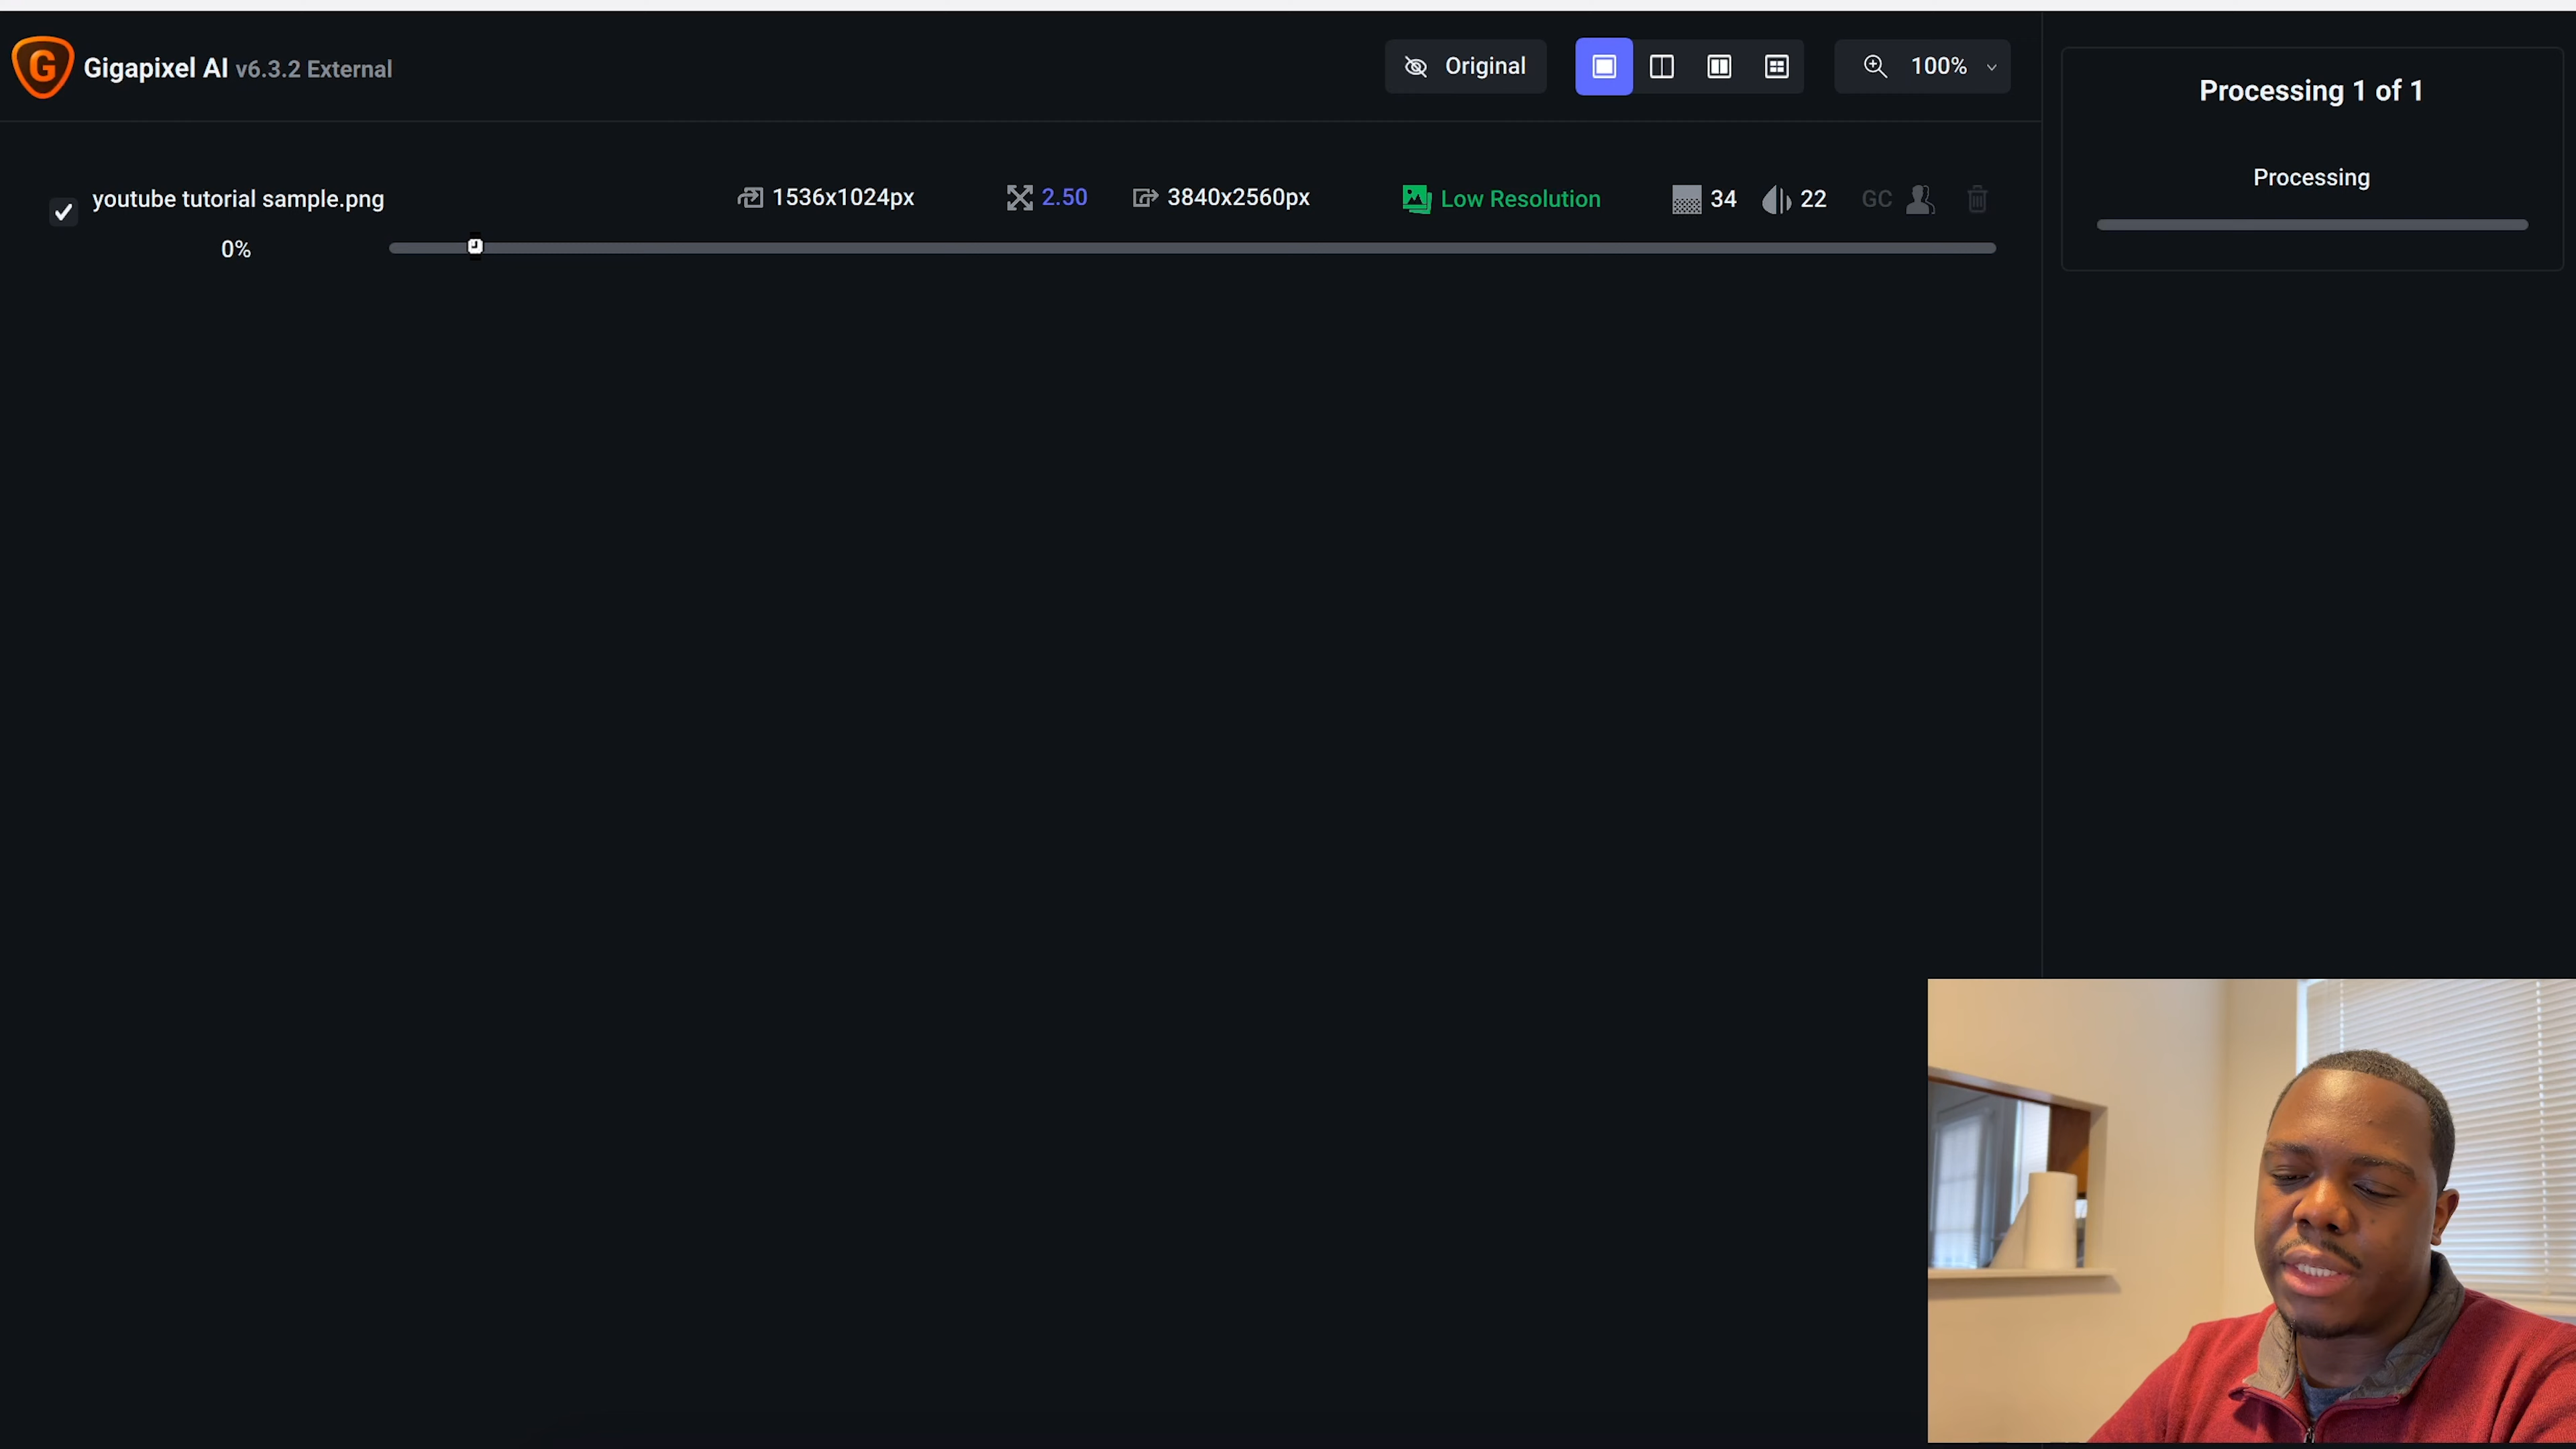 G
Gigapixel AI v6.3.2 External
Original
100%
Processing 1 of 1
Processing
youtube tutorial sample.png
1536x1024px
2.50
3840x2560px
Low Resolution
34
22
GC
0%